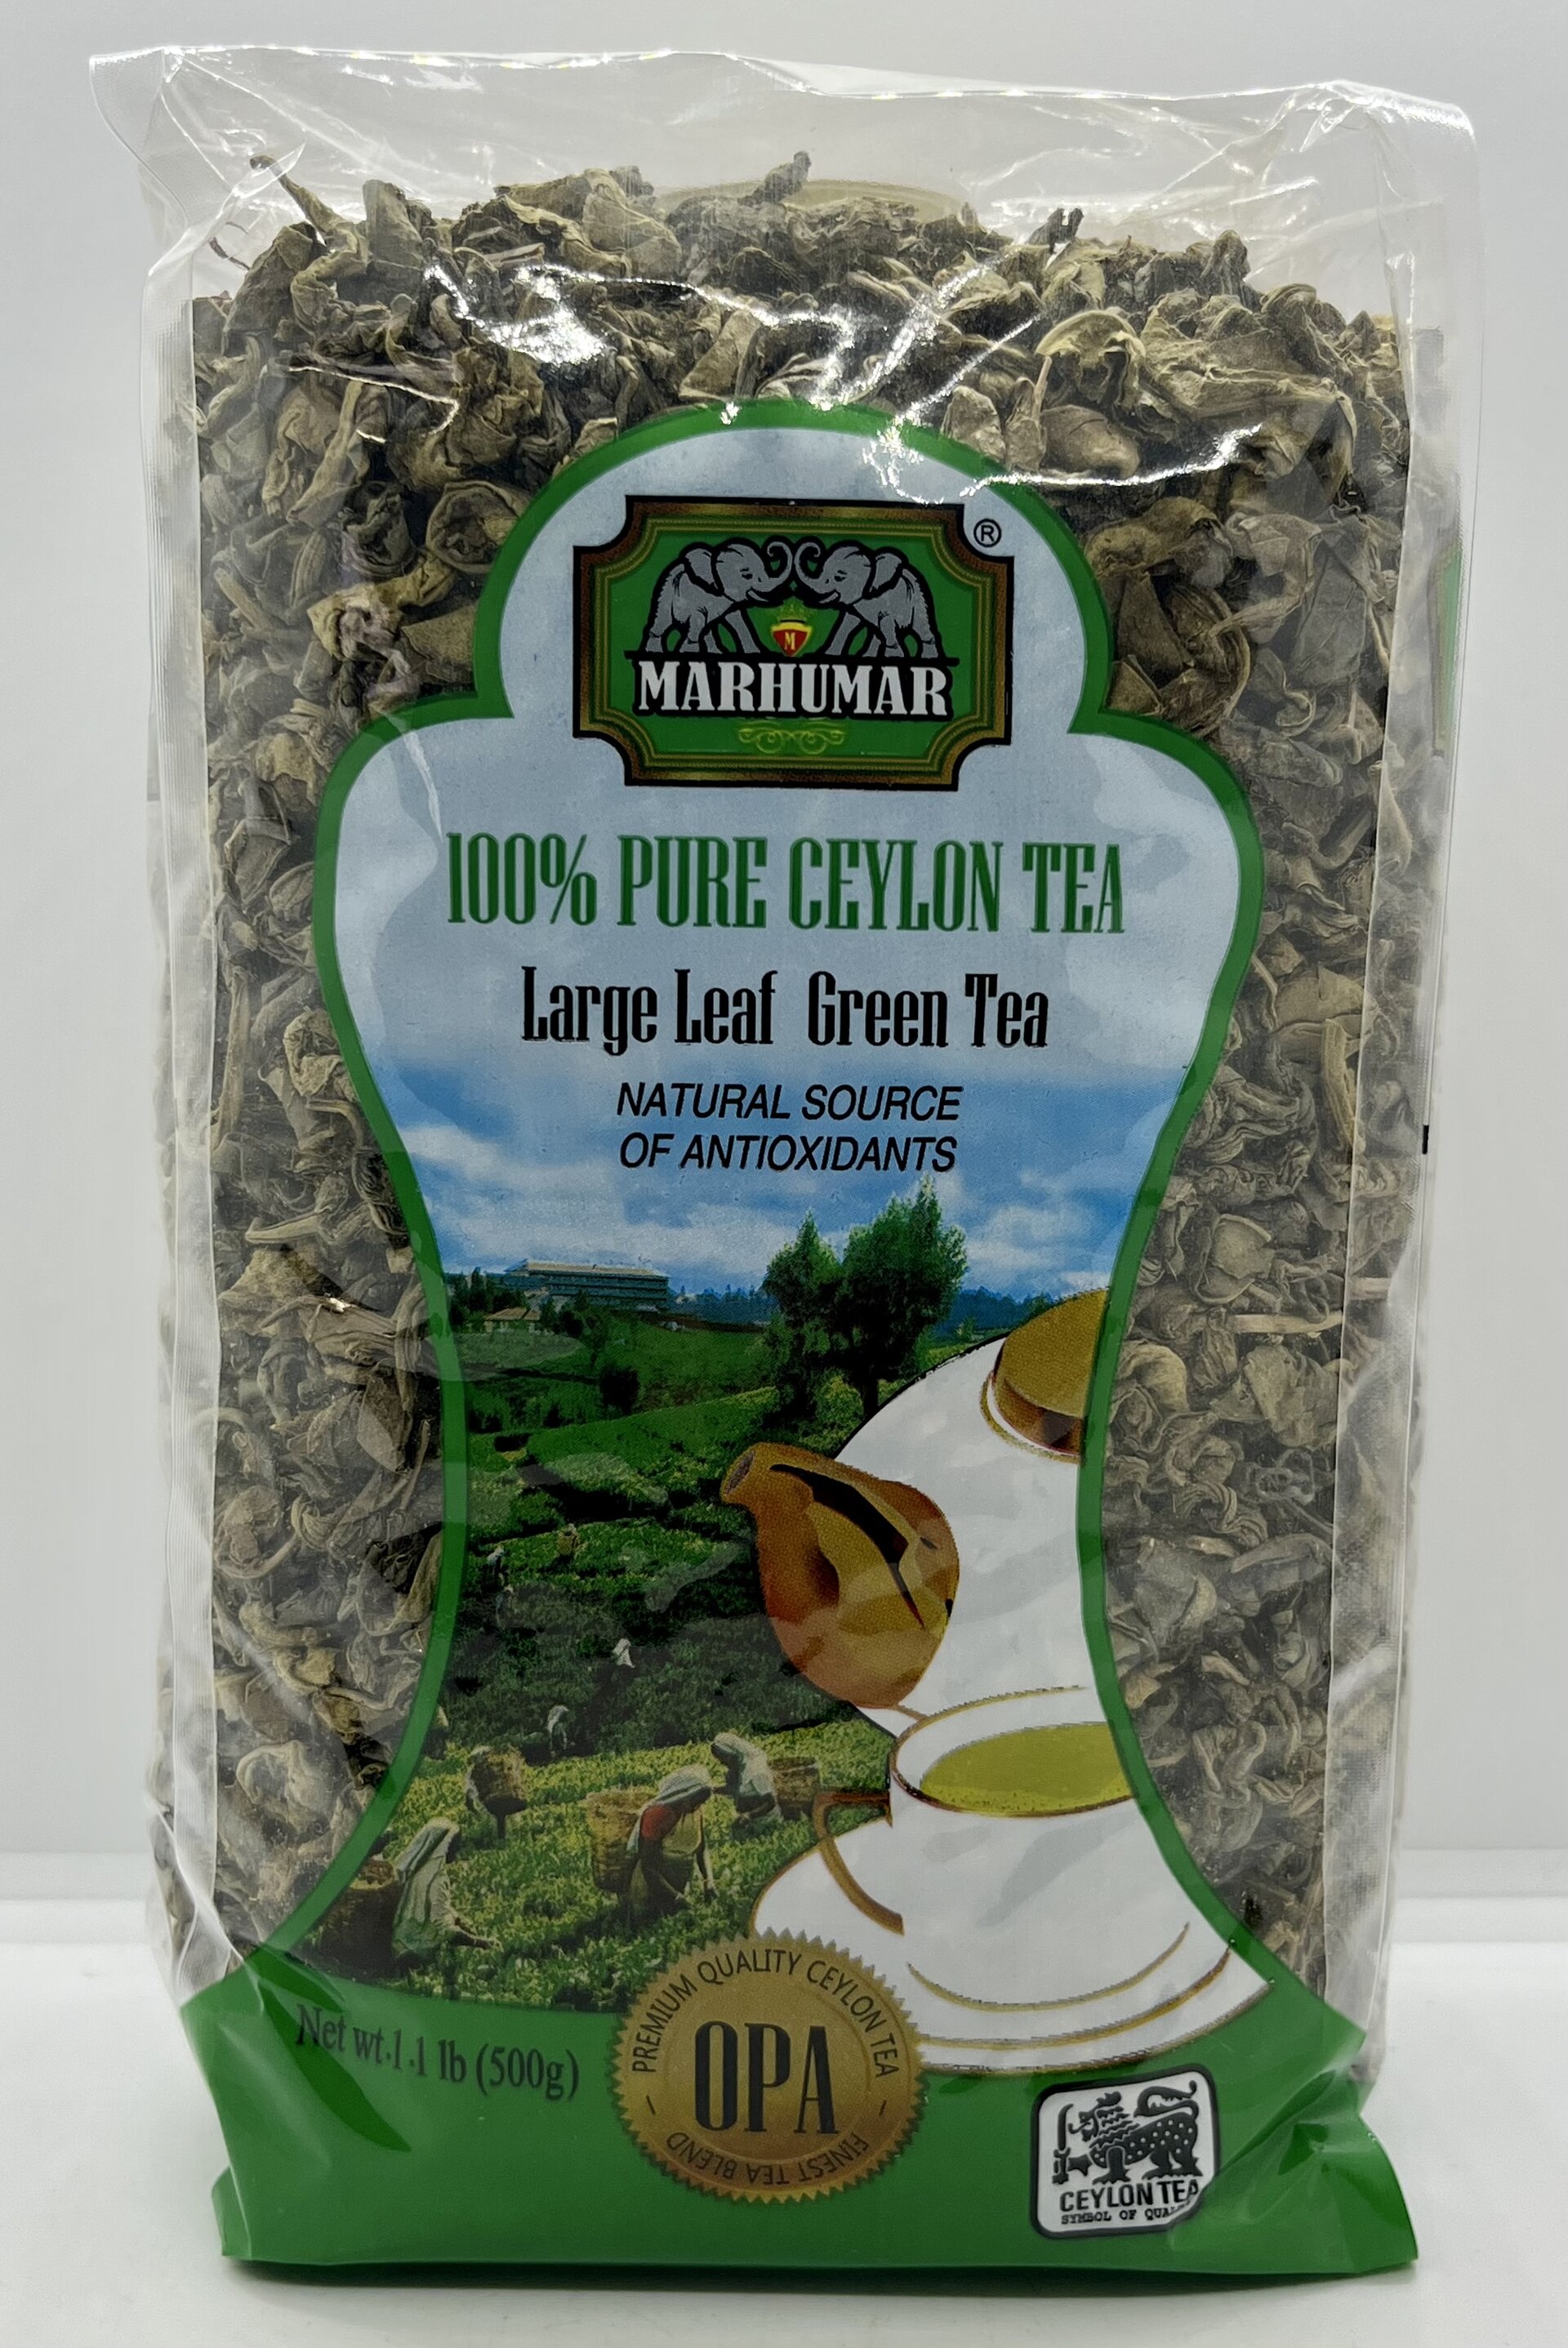 ®
M
MARHUMAR
100% PURE CEYLON TEA
Large Leaf Green Tea
NATURAL SOURCE
OF ANTIOXIDANTS
Net wt.1.1 lb (500g)
PREMIUM QUALITY CEYLON TEA
OPA
FINEST TEA BLEND
CEYLON TEA
SYMBOL OF